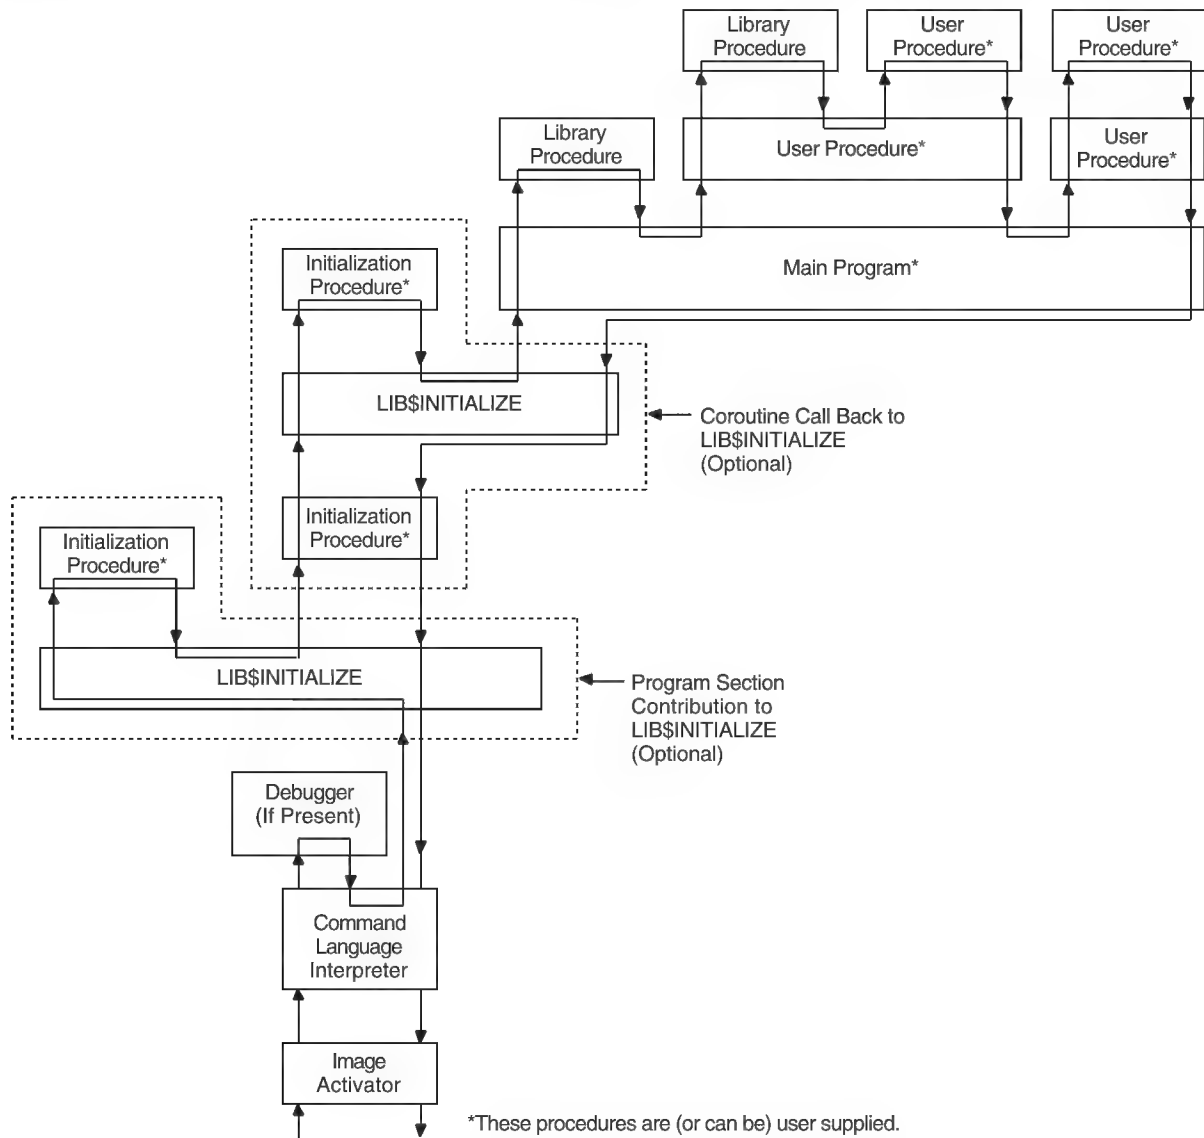 Library
Procedure
User
Procedure*
User
Procedure*
Library
Procedure
User Procedure*
User
Procedure*
Main Program*
Initialization
Procedure*
LIB$INITIALIZE
Coroutine Call Back to
LIB$INITIALIZE
(Optional)
Initialization
Procedure*
Initialization
Procedure*
LIB$INITIALIZE
Program Section
Contribution to
LIB$INITIALIZE
(Optional)
Debugger
(If Present)
Command
Language
Interpreter
Image
Activator
*These procedures are (or can be) user supplied.